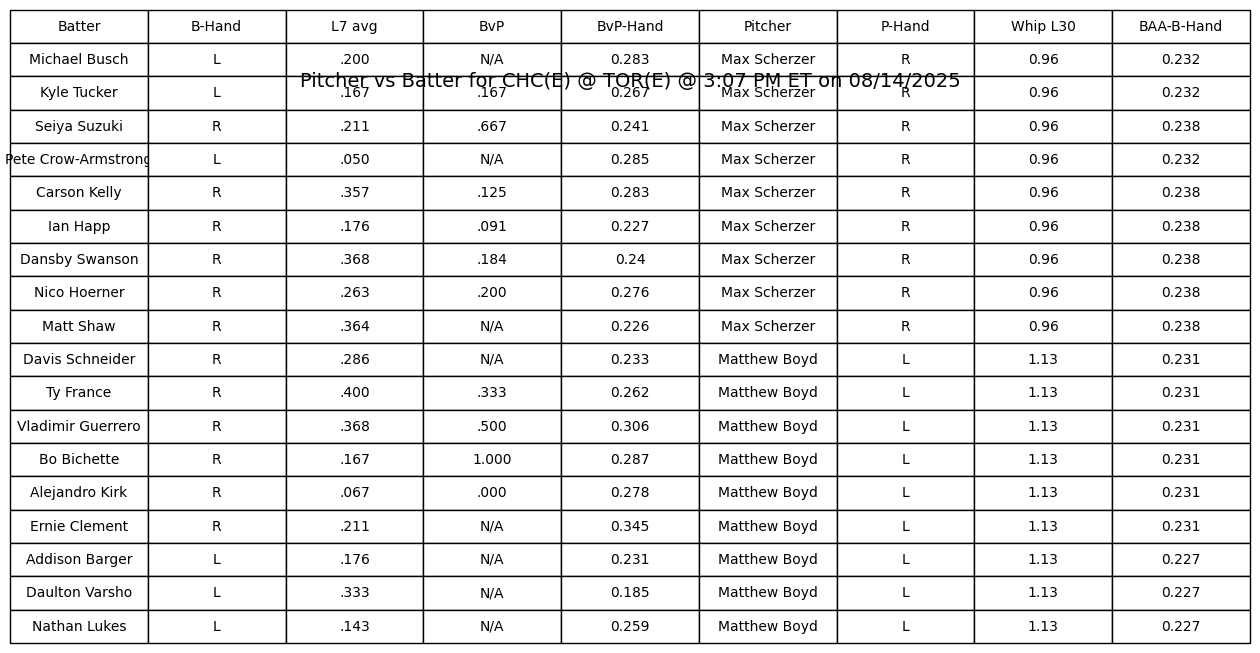 Batter B-Hand L7 avg BvP BvP-Hand Pitcher P-Hand Whip L30 BAA-B-Hand
Michael Busch L .200 N/A 0.283 Max Scherzer R 0.96 0.232
Pitcher vs Batter for CHC(E) @ TOR(E) @ 3:07 PM ET on 08/14/2025
Kyle Tucker L .167 .167 0.267 Max Scherzer R 0.96 0.232
Seiya Suzuki R .211 .667 0.241 Max Scherzer R 0.96 0.238
Pete Crow-Armstrong L .050 N/A 0.285 Max Scherzer R 0.96 0.232
Carson Kelly R .357 .125 0.283 Max Scherzer R 0.96 0.238
Ian Happ R .176 .091 0.227 Max Scherzer R 0.96 0.238
Dansby Swanson R .368 .184 0.24 Max Scherzer R 0.96 0.238
Nico Hoerner R .263 .200 0.276 Max Scherzer R 0.96 0.238
Matt Shaw R .364 N/A 0.226 Max Scherzer R 0.96 0.238
Davis Schneider R .286 N/A 0.233 Matthew Boyd L 1.13 0.231
Ty France R .400 .333 0.262 Matthew Boyd L 1.13 0.231
Vladimir Guerrero R .368 .500 0.306 Matthew Boyd L 1.13 0.231
Bo Bichette R .167 1.000 0.287 Matthew Boyd L 1.13 0.231
Alejandro Kirk R .067 .000 0.278 Matthew Boyd L 1.13 0.231
Ernie Clement R .211 N/A 0.345 Matthew Boyd L 1.13 0.231
Addison Barger L .176 N/A 0.231 Matthew Boyd L 1.13 0.227
Daulton Varsho L .333 N/A 0.185 Matthew Boyd L 1.13 0.227
Nathan Lukes L .143 N/A 0.259 Matthew Boyd L 1.13 0.227